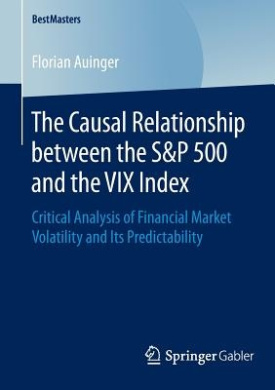 BestMasters
Florian Auinger
The Causal Relationship
between the S&P 500
and the VIX Index
Critical Analysis of Financial Market
Volatility and Its Predictability
Springer Gabler